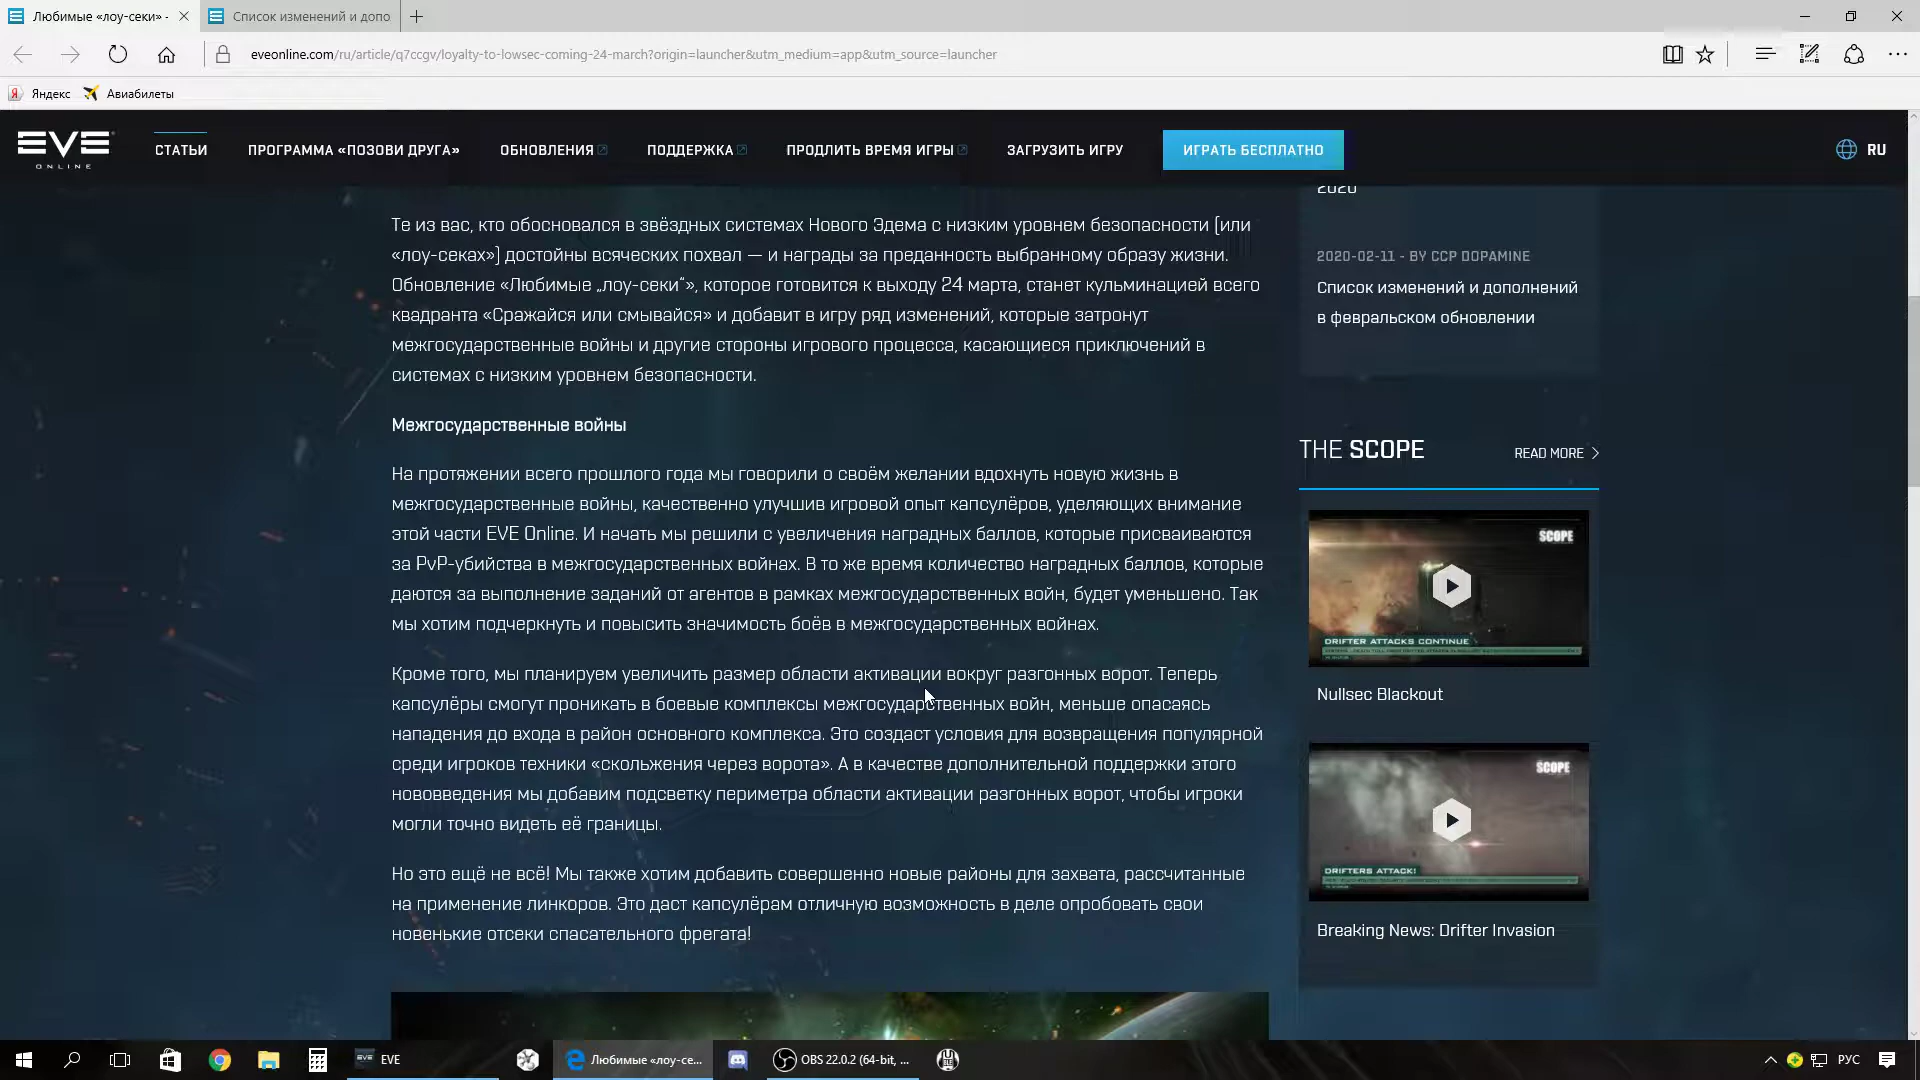 Любимые «лоу-секи» -
Список изменений и допо
eveonline.com/ru/article/q7ccgv/loyalty-to-lowsec-coming-24-march?origin=launcher&utm_medium=app&utm_source=launcher
Яндекс
Авиабилеты
EVE
ONLINE
СТАТЬИ
ПРОГРАММА «ПОЗОВИ ДРУГА»
ОБНОВЛЕНИЯ
ПОДДЕРЖКА
ПРОДЛИТЬ ВРЕМЯ ИГРЫ
ЗАГРУЗИТЬ ИГРУ
ИГРАТЬ БЕСПЛАТНО
RU
Те из вас, кто обосновался в звёздных системах Нового Эдема с низким уровнем безопасности (или
«лоу-секах») достойны всяческих похвал — и награды за преданность выбранному образу жизни.
Обновление «Любимые „лоу-секи“», которое готовится к выходу 24 марта, станет кульминацией всего
квадранта «Сражайся или смывайся» и добавит в игру ряд изменений, которые затронут
межгосударственные войны и другие стороны игрового процесса, касающиеся приключений в
системах с низким уровнем безопасности.
Межгосударственные войны
На протяжении всего прошлого года мы говорили о своём желании вдохнуть новую жизнь в
межгосударственные войны, качественно улучшив игровой опыт капсулёров, уделяющих внимание
этой части EVE Online. И начать мы решили с увеличения наградных баллов, которые присваиваются
за PvP-убийства в межгосударственных войнах. В то же время количество наградных баллов, которые
даются за выполнение заданий от агентов в рамках межгосударственных войн, будет уменьшено. Так
мы хотим подчеркнуть и повысить значимость боёв в межгосударственных войнах.
Кроме того, мы планируем увеличить размер области активации вокруг разгонных ворот. Теперь
капсулёры смогут проникать в боевые комплексы межгосударственных войн, меньше опасаясь
нападения до входа в район основного комплекса. Это создаст условия для возвращения популярной
среди игроков техники «скольжения через ворота». А в качестве дополнительной поддержки этого
нововведения мы добавим подсветку периметра области активации разгонных ворот, чтобы игроки
могли точно видеть её границы.
Но это ещё не всё! Мы также хотим добавить совершенно новые районы для захвата, рассчитанные
на применение линкоров. Это даст капсулёрам отличную возможность в деле опробовать свои
новенькие отсеки спасательного фрегата!
2020
2020-02-11 - BY CCP DOPAMINE
Список изменений и дополнений
в февральском обновлении
THE SCOPE
READ MORE
SCOPE
DRIFTER ATTACKS CONTINUE
Nullsec Blackout
SCOPE
DRIFTERS ATTACK!
Breaking News: Drifter Invasion
EVE
Любимые «лоу-се...
OBS 22.0.2 (64-bit, ...
РУС